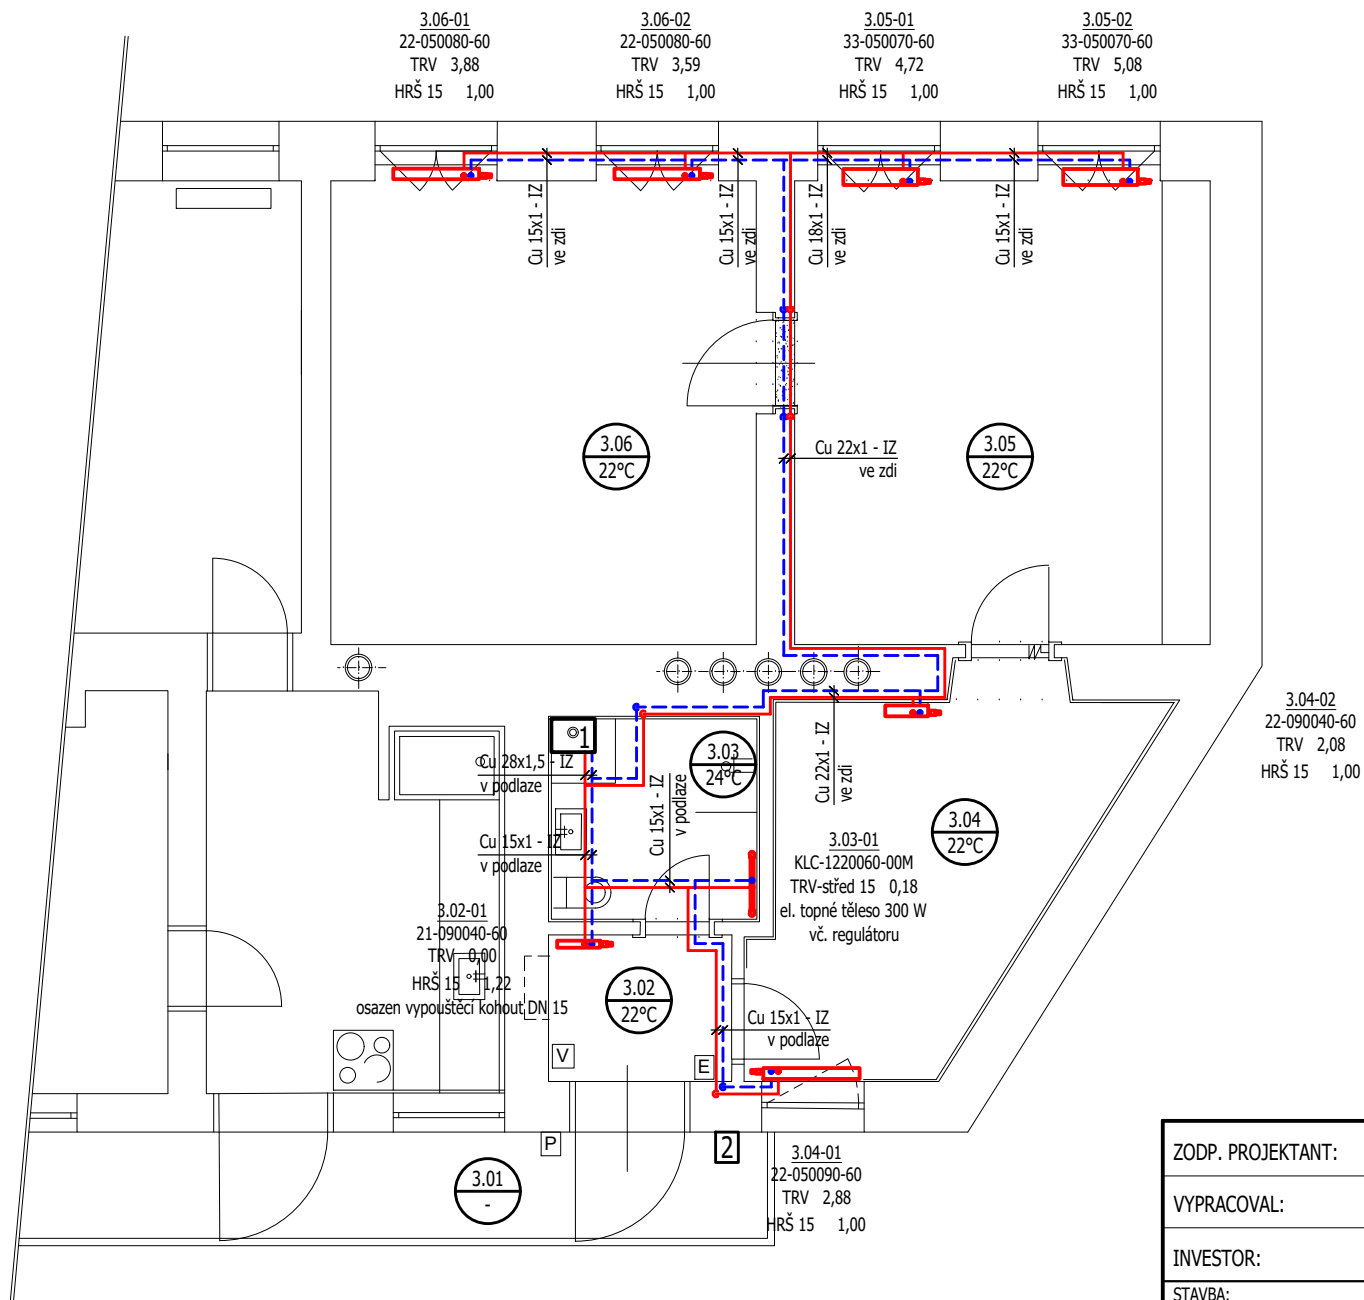 3.06-01
22-050080-60
TRV 3,88
HRŠ 15 1,00
3.06-02
22-050080-60
TRV 3,59
HRŠ 15 1,00
3.05-01
33-050070-60
TRV 4,72
HRŠ 15 1,00
3.05-02
33-050070-60
TRV 5,08
HRŠ 15 1,00
Cu 15x1 - IZ
ve zdi
Cu 15x1 - IZ
ve zdi
Cu 18x1 - IZ
ve zdi
Cu 15x1 - IZ
ve zdi
3.06
22°C
Cu 22x1 - IZ
ve zdi
3.05
22°C
3.04-02
22-090040-60
TRV 2,08
HRŠ 15 1,00
1
Cu 28x1,5 - IZ
v podlaze
3.03
24°C
Cu 15x1 - IZ
v podlaze
Cu 22x1 - IZ
ve zdi
Cu 15x1 - IZ
v podlaze
3.03-01
KLC-1220060-00M
TRV-střed 15 0,18
el. topné těleso 300 W
vč. regulátoru
3.04
22°C
3.02-01
21-090040-60
TRV 0,00
HRŠ 15 1,22
osazen vypouštěcí kohout DN 15
3.02
22°C
Cu 15x1 - IZ
v podlaze
V
E
P
2
3.01
-
3.04-01
22-050090-60
TRV 2,88
HRŠ 15 1,00
ZODP. PROJEKTANT:
VYPRACOVAL:
INVESTOR:
STAVBA: